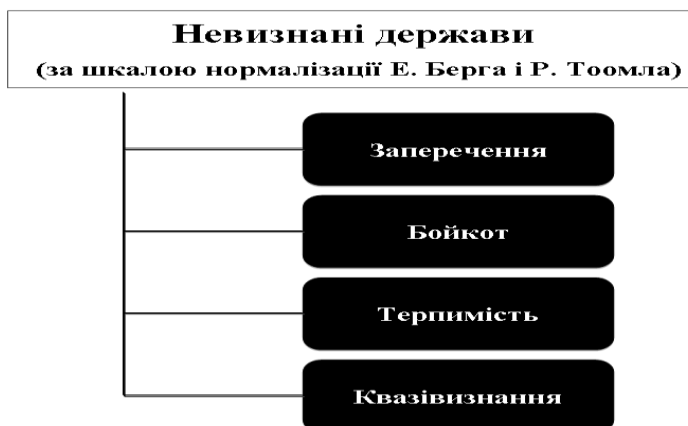 Невизнані держави
(за шкалою нормалізації Е. Берга і Р. Тоомла)
Заперечення
Бойкот
Терпимість
Квазівизнання